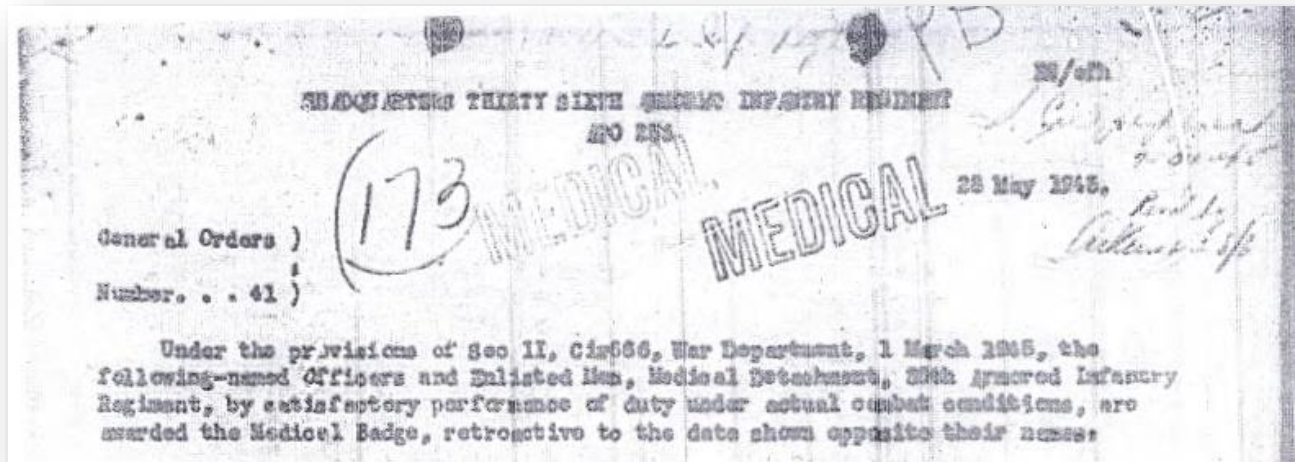 PB
HEADQUARTERS THIRTY SIXTH ARMORED INFANTRY REGIMENT
APO 253
173
MEDICAL
MEDICAL
28 May 1945.
General Orders )
:
Number. . . 41 )
Under the provisions of Sec II, Cir#66, War Department, 1 March 1945, the
following-named Officers and Enlisted Men, Medical Detachment, 36th Armored Infantry
Regiment, by satisfactory performance of duty under actual combat conditions, are
awarded the Medical Badge, retroactive to the date shown opposite their names: